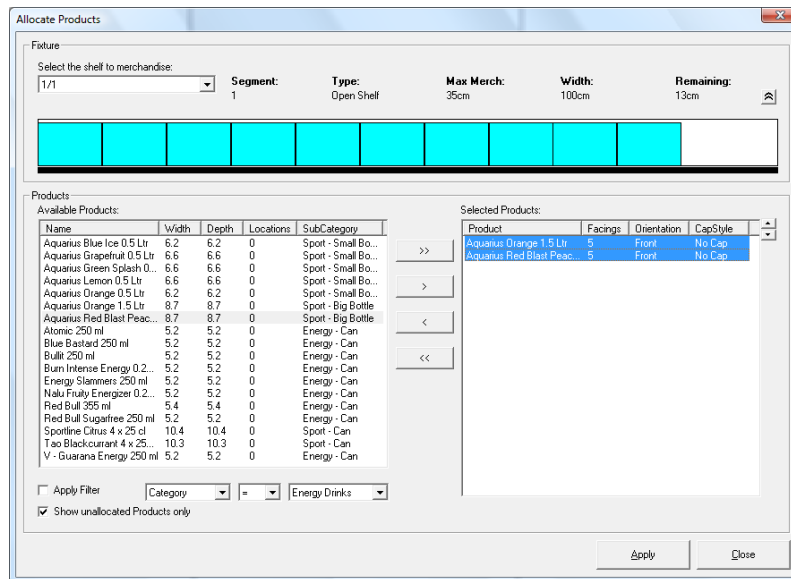 Allocate Products
Fixture
Select the shelf to merchandise:
1/1
Segment: Type: Max Merch: Width: Remaining:
1 Open Shelf 35cm 100cm 13cm
Products
Available Products:
Name Width Depth Locations SubCategory
Aquarius Blue Ice 0.5 Ltr 6.2 6.2 0 Sport - Small Bo...
Aquarius Grapefruit 0.5 Ltr 6.6 6.6 0 Sport - Small Bo...
Aquarius Green Splash 0... 6.6 6.6 0 Sport - Small Bo...
Aquarius Lemon 0.5 Ltr 6.6 6.6 0 Sport - Small Bo...
Aquarius Orange 0.5 Ltr 6.2 6.2 0 Sport - Small Bo...
Aquarius Orange 1.5 Ltr 8.7 8.7 0 Sport - Big Bottle
Aquarius Red Blast Peac... 8.7 8.7 0 Sport - Big Bottle
Atomic 250 ml 5.2 5.2 0 Energy - Can
Blue Bastard 250 ml 5.2 5.2 0 Energy - Can
Bullit 250 ml 5.2 5.2 0 Energy - Can
Burn Intense Energy 0.2... 5.2 5.2 0 Energy - Can
Energy Slammers 250 ml 5.2 5.2 0 Energy - Can
Nalu Fruity Energizer 0.2... 5.2 5.2 0 Energy - Can
Red Bull 355 ml 5.4 5.4 0 Energy - Can
Red Bull Sugarfree 250 ml 5.2 5.2 0 Energy - Can
Sportline Citrus 4 x 25 cl 10.4 10.4 0 Sport - Can
Tao Blackcurrant 4 x 25... 10.3 10.3 0 Sport - Can
V - Guarana Energy 250 ml 5.2 5.2 0 Energy - Can
>>
>
<
<<
Selected Products:
Product Facings Orientation CapStyle
Aquarius Orange 1.5 Ltr 5 Front No Cap
Aquarius Red Blast Peac... 5 Front No Cap
Apply Filter Category = Energy Drinks
Show unallocated Products only
Apply Close